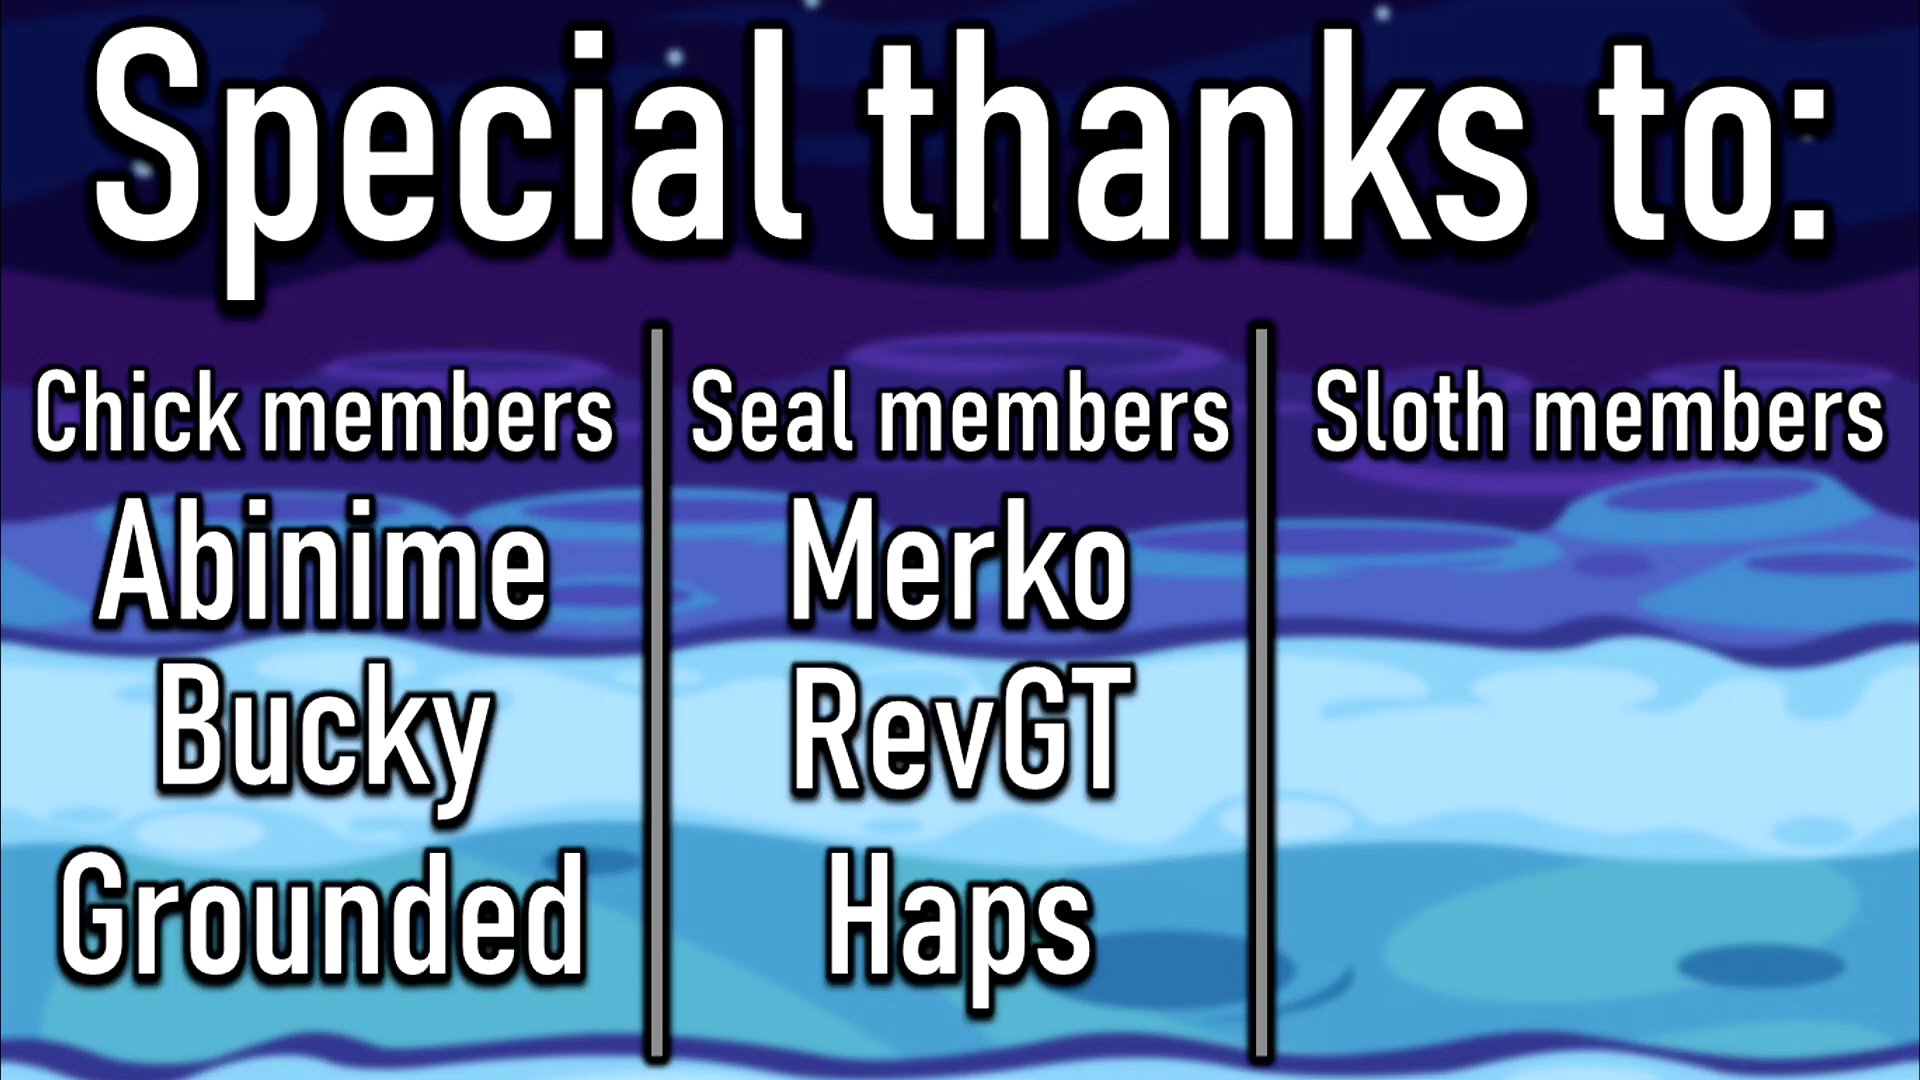 Special thanks to:
Chick members
Abinime
Bucky
Grounded
Seal members
Merko
RevGT
Haps
Sloth members